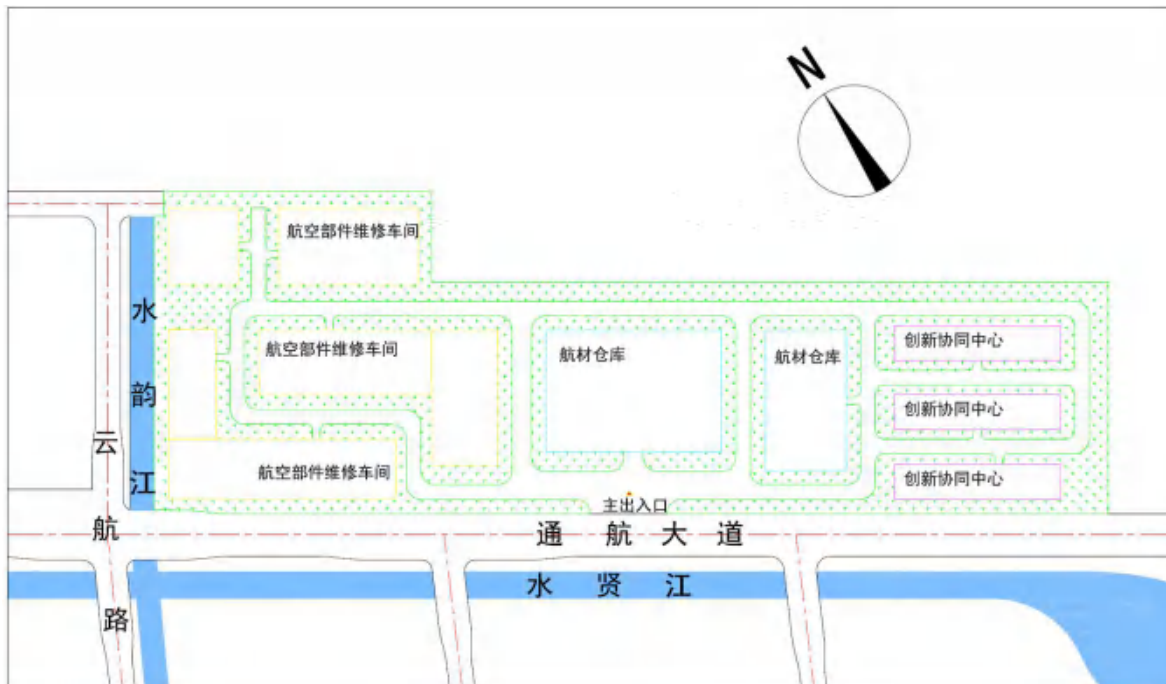 N
航空部件维修车间
水韵江
航空部件维修车间
航材仓库
航材仓库
创新协同中心
创新协同中心
航空部件维修车间
创新协同中心
主出入口
云航路
通航大道
水贤江